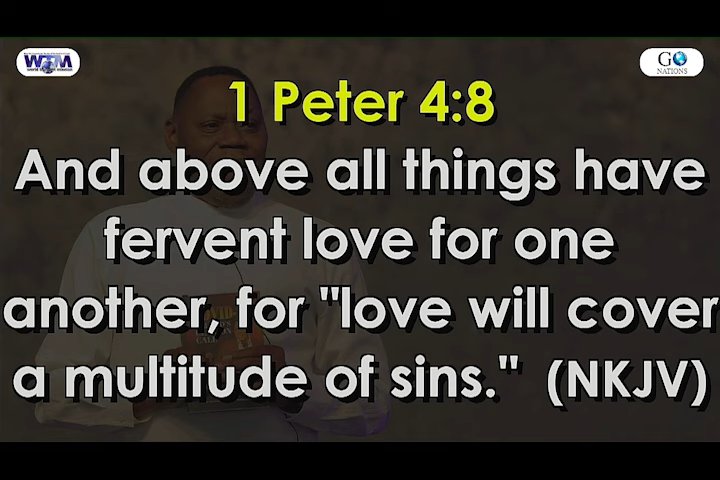 WFM
GO
NATIONS
1 Peter 4:8
And above all things have
fervent love for one
another, for "love will cover
a multitude of sins." (NKJV)